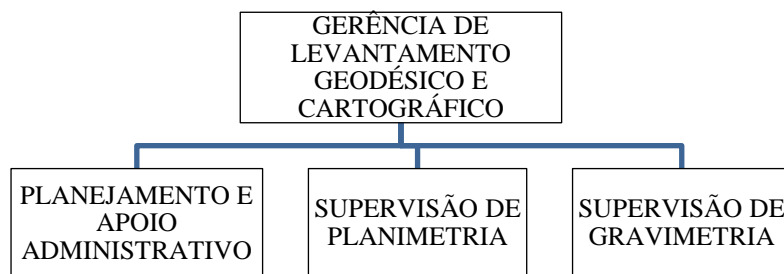 GERÊNCIA DE
LEVANTAMENTO
GEODÉSICO E
CARTOGRÁFICO
PLANEJAMENTO E
APOIO
ADMINISTRATIVO
SUPERVISÃO DE
PLANIMETRIA
SUPERVISÃO DE
GRAVIMETRIA